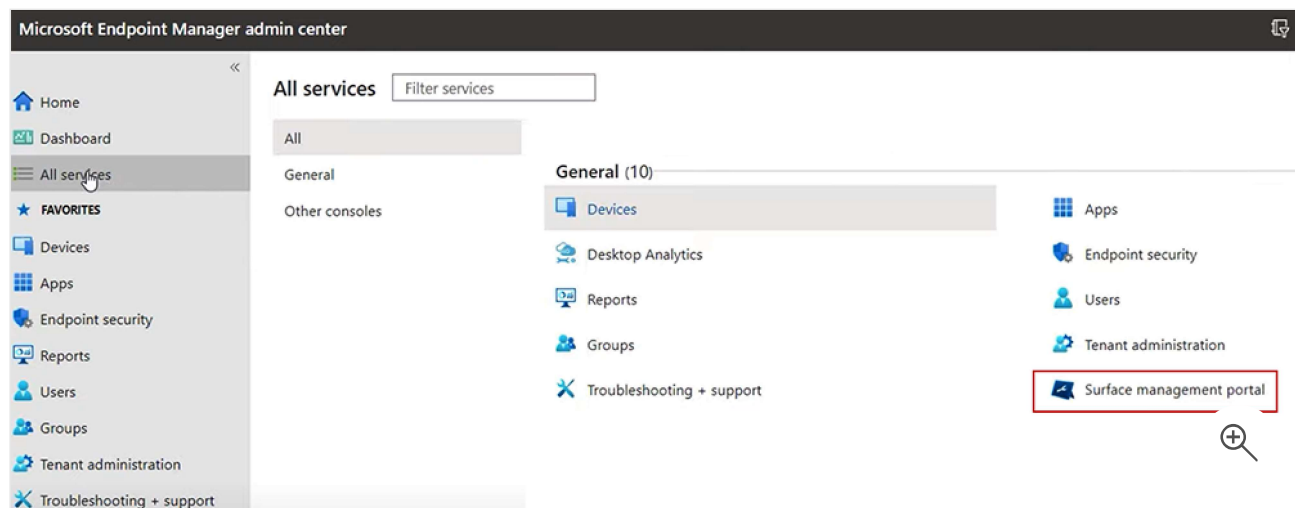 Microsoft Endpoint Manager admin center
«
Home
Dashboard
All services
FAVORITES
Devices
Apps
Endpoint security
Reports
Users
Groups
Tenant administration
Troubleshooting + support
All services
Filter services
All
General
Other consoles
General (10)
Devices
Apps
Desktop Analytics
Endpoint security
Reports
Users
Groups
Tenant administration
Troubleshooting + support
Surface management portal